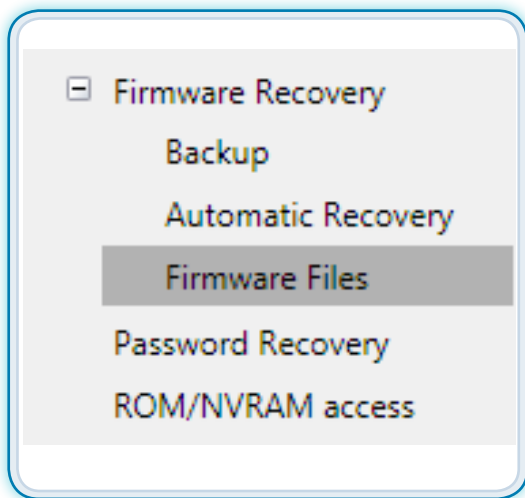 Firmware Recovery
Backup
Automatic Recovery
Firmware Files
Password Recovery
ROM/NVRAM access